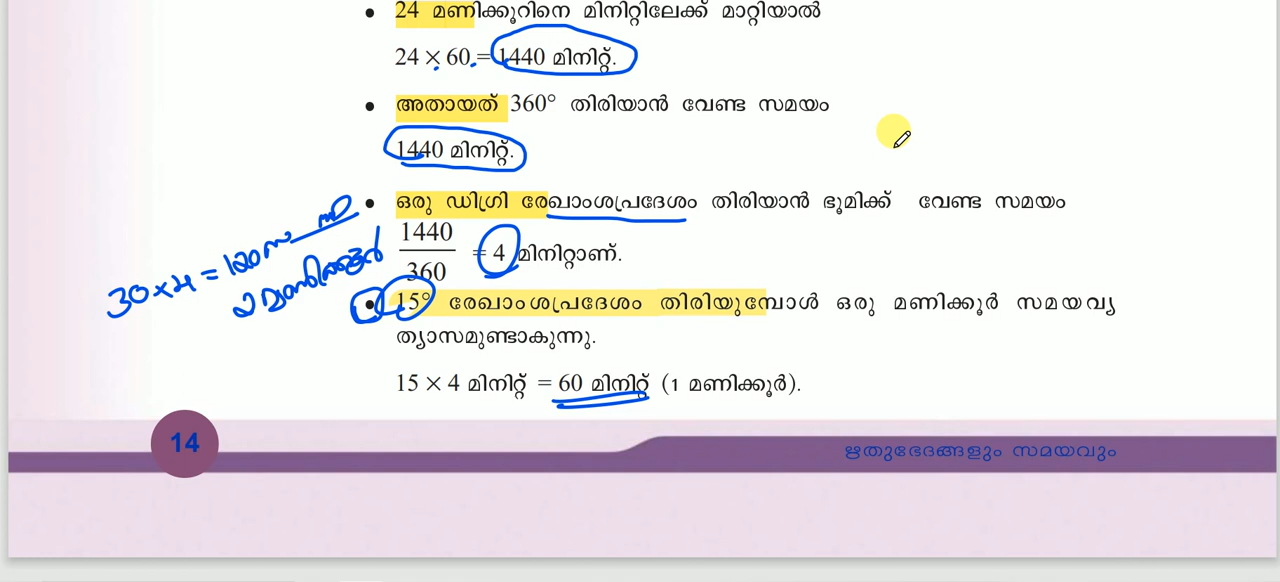 • 24 മണിക്കൂറിനെ മിനിറ്റിലേക്ക് മാറ്റിയാൽ
24 × 60 = 1440 മിനിറ്റ്.
• അതായത് 360° തിരിയാൻ വേണ്ട സമയം
1440 മിനിറ്റ്.
• ഒരു ഡിഗ്രി രേഖാംശപ്രദേശം തിരിയാൻ ഭൂമിക്ക് വേണ്ട സമയം
1440
360
= 4 മിനിറ്റാണ്.
30 × 4 = 120
2
• 15° രേഖാംശപ്രദേശം തിരിയുമ്പോൾ ഒരു മണിക്കൂർ സമയവ്യ
ത്യാസമുണ്ടാകുന്നു.
15 × 4 മിനിറ്റ് = 60 മിനിറ്റ് (1 മണിക്കൂർ).
14
ഋതുഭേദങ്ങളും സമയവും